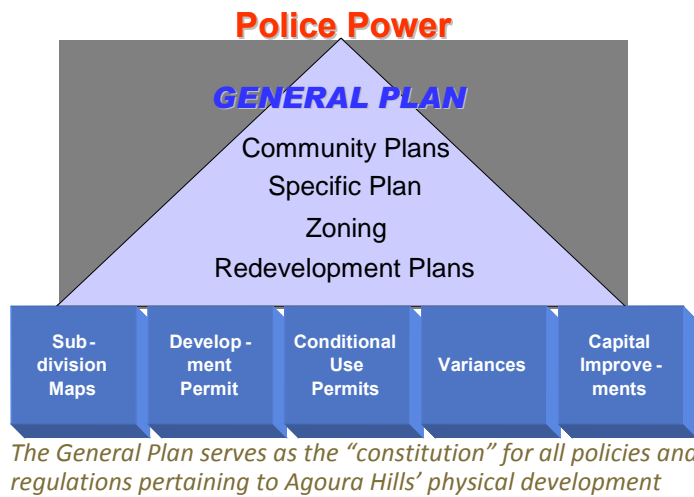 Police Power
GENERAL PLAN
Community Plans
Specific Plan
Zoning
Redevelopment Plans
Sub -
division
Maps
Develop -
ment
Permit
Conditional
Use
Permits
Variances
Capital
Improve -
ments
The General Plan serves as the “constitution” for all policies and
regulations pertaining to Agoura Hills’ physical development